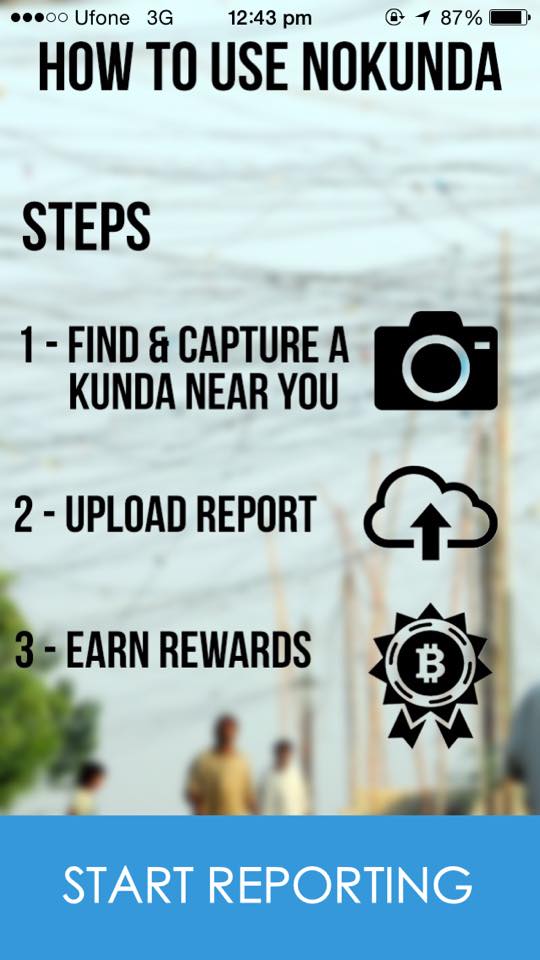 Ufone 3G 12:43 pm 87%
HOW TO USE NOKUNDA
STEPS
1 - FIND & CAPTURE A
KUNDA NEAR YOU
2 - UPLOAD REPORT
3 - EARN REWARDS
START REPORTING